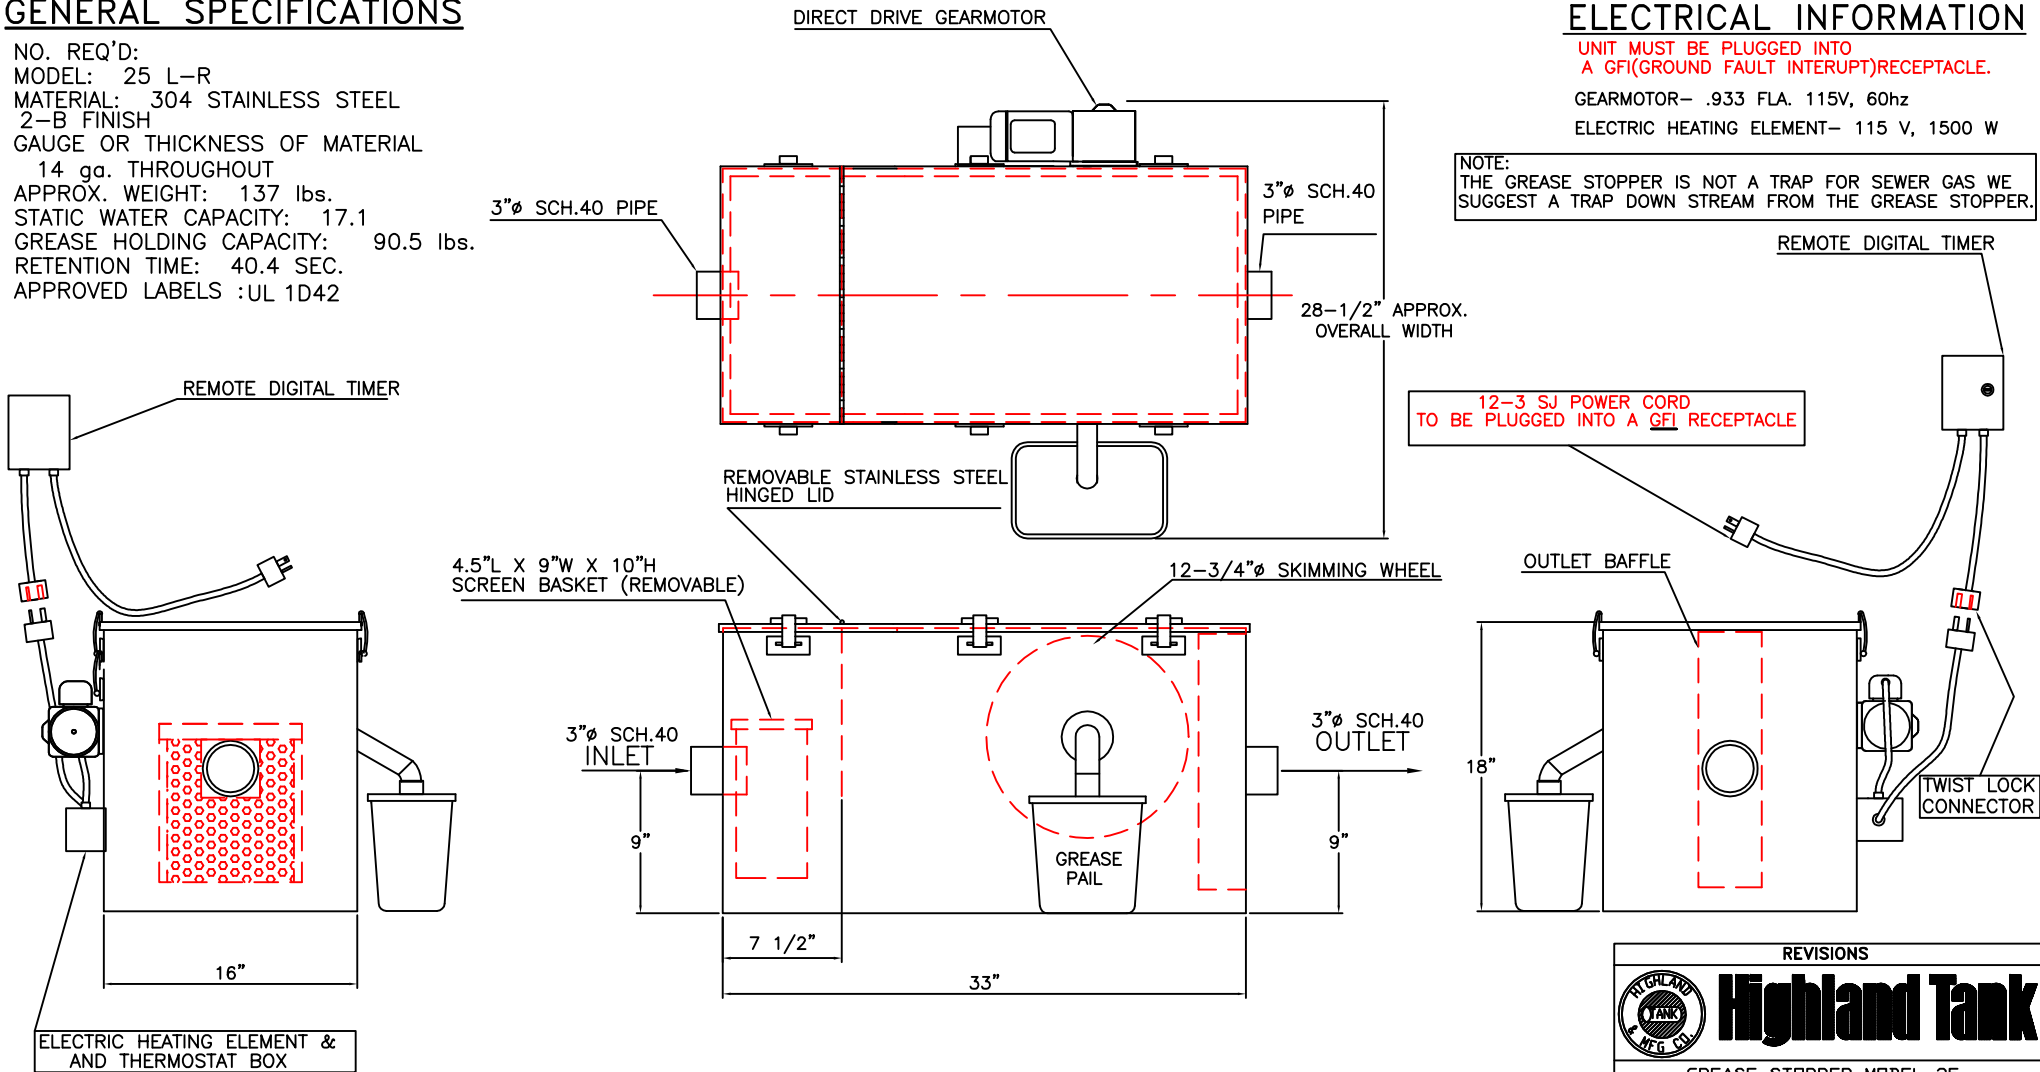 GENERAL SPECIFICATIONS
NO. REQ'D:
MODEL: 25 L-R
MATERIAL: 304 STAINLESS STEEL
2-B FINISH
GAUGE OR THICKNESS OF MATERIAL
14 ga. THROUGHOUT
APPROX. WEIGHT: 137 lbs.
STATIC WATER CAPACITY: 17.1
GREASE HOLDING CAPACITY: 90.5 lbs.
RETENTION TIME: 40.4 SEC.
APPROVED LABELS :UL 1D42
DIRECT DRIVE GEARMOTOR
3"ø SCH.40 PIPE
3"ø SCH.40
PIPE
28-1/2" APPROX.
OVERALL WIDTH
ELECTRICAL INFORMATION
UNIT MUST BE PLUGGED INTO
A GFI(GROUND FAULT INTERUPT)RECEPTACLE.
GEARMOTOR- .933 FLA. 115V, 60hz
ELECTRIC HEATING ELEMENT- 115 V, 1500 W
NOTE:
THE GREASE STOPPER IS NOT A TRAP FOR SEWER GAS WE
SUGGEST A TRAP DOWN STREAM FROM THE GREASE STOPPER.
REMOTE DIGITAL TIMER
REMOTE DIGITAL TIMER
12-3 SJ POWER CORD
TO BE PLUGGED INTO A GFI RECEPTACLE
REMOVABLE STAINLESS STEEL
HINGED LID
4.5"L X 9"W X 10"H
SCREEN BASKET (REMOVABLE)
12-3/4"ø SKIMMING WHEEL
OUTLET BAFFLE
3"ø SCH.40
INLET
3"ø SCH.40
OUTLET
9"
GREASE
PAIL
9"
18"
TWIST LOCK
CONNECTOR
7 1/2"
33"
16"
ELECTRIC HEATING ELEMENT &
AND THERMOSTAT BOX
REVISIONS
HIGHLAND
TANK
& MFG CO.
Highland Tank
GREASE STOPPER MODEL 25